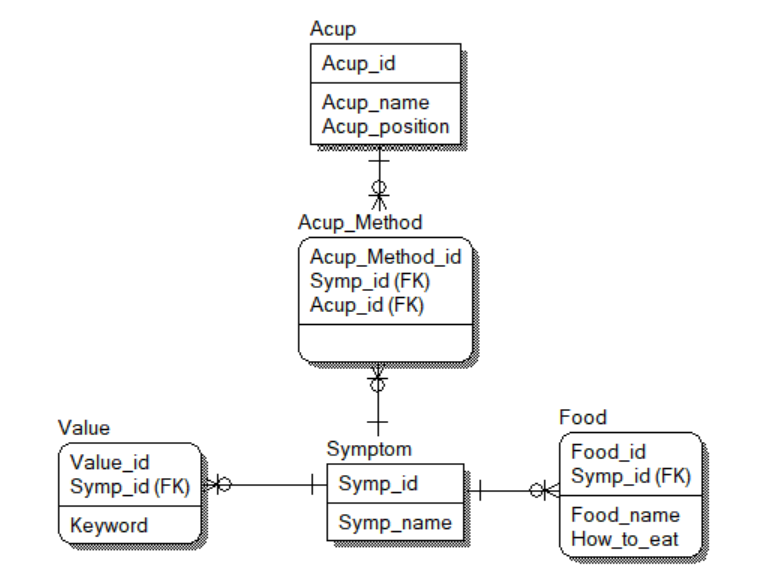 Acup
Acup_id
Acup_name
Acup_position
Acup_Method
Acup_Method_id
Symp_id (FK)
Acup_id (FK)
Value
Value_id
Symp_id (FK)
Keyword
Symptom
Symp_id
Symp_name
Food
Food_id
Symp_id (FK)
Food_name
How_to_eat